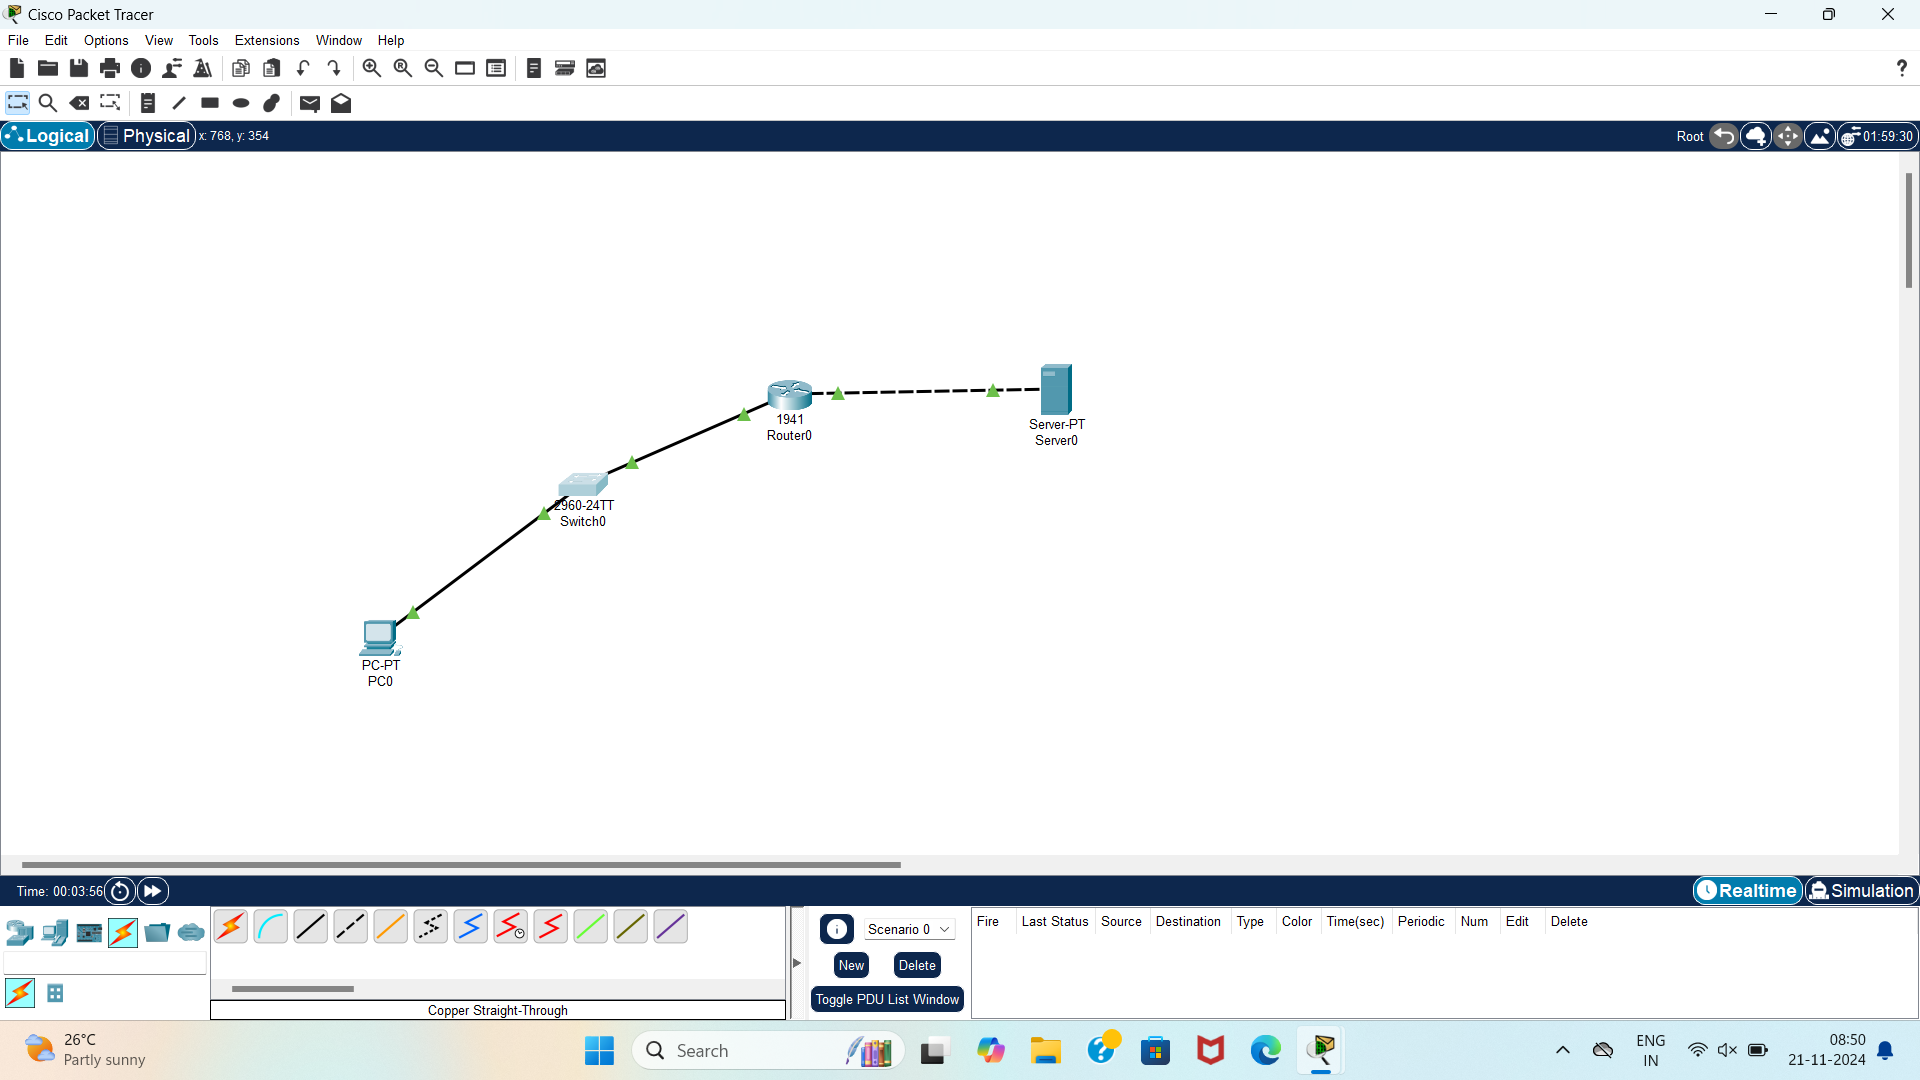 Cisco Packet Tracer
File Edit Options View Tools Extensions Window Help
?
Logical Physical x: 768, y: 354 Root 01:59:30
1941
Router0
Server-PT
Server0
2960-24TT
Switch0
PC-PT
PC0
Time: 00:03:56 Realtime Simulation
Scenario 0
New Delete
Toggle PDU List Window
Fire Last Status Source Destination Type Color Time(sec) Periodic Num Edit Delete
Copper Straight-Through
26°C
Partly sunny
Search
ENG
IN
08:50
21-11-2024